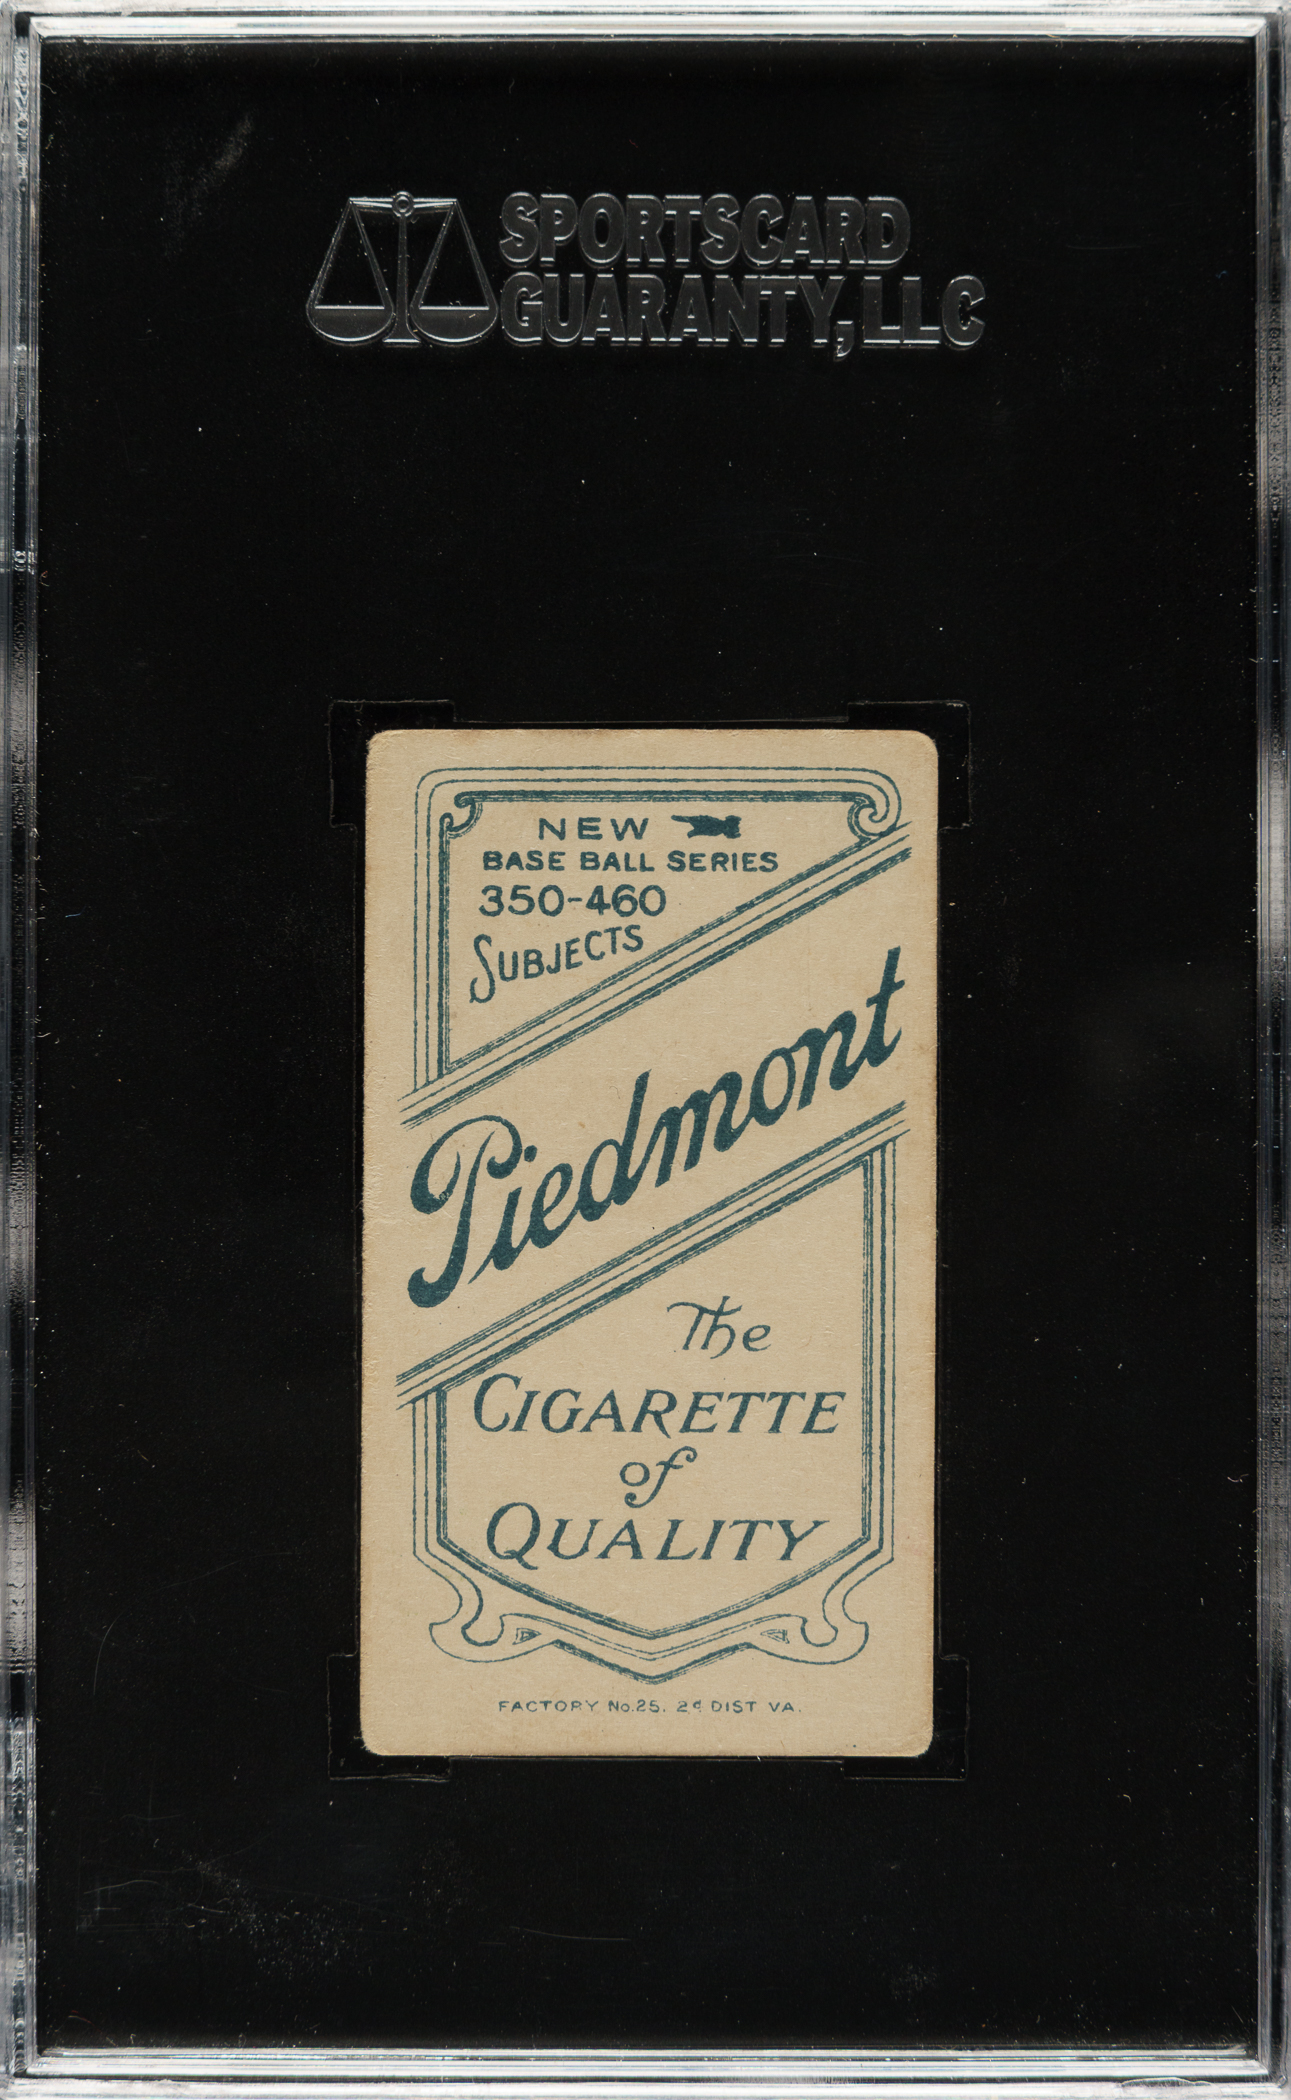 SPORTSCARD
GUARANTY, LLC
NEW
BASE BALL SERIES
350-460
SUBJECTS
Piedmont
The
CIGARETTE
of
QUALITY
FACTORY No.25. 2d DIST VA.